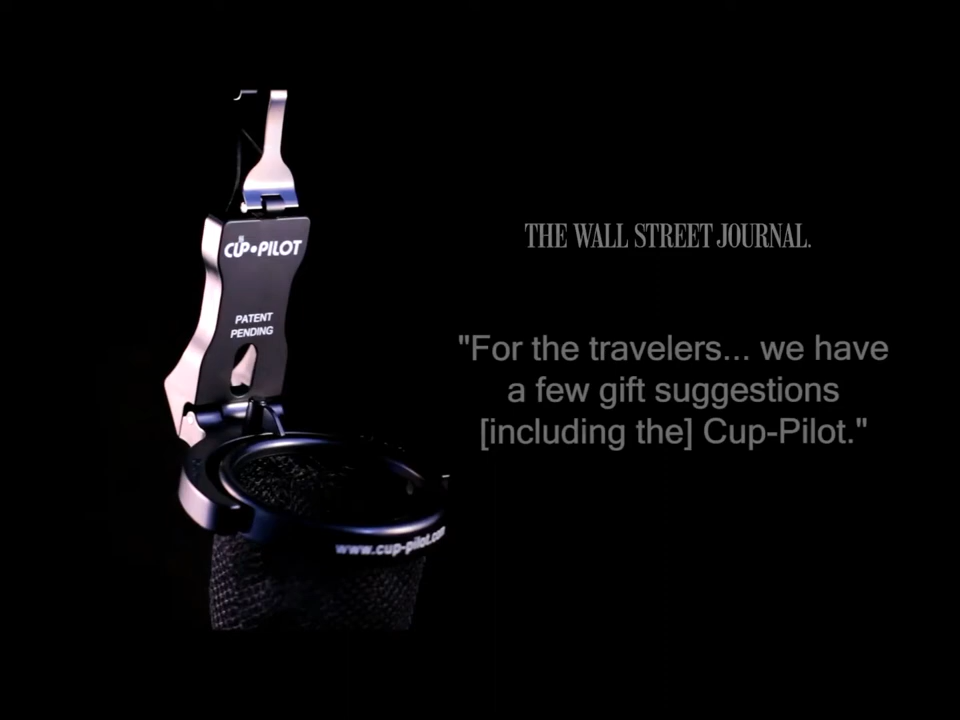 THE CUP•PILOT
PATENT
PENDING
www.cup-pilot.com
THE WALL STREET JOURNAL.
"For the travelers... we have
a few gift suggestions
[including the] Cup-Pilot."